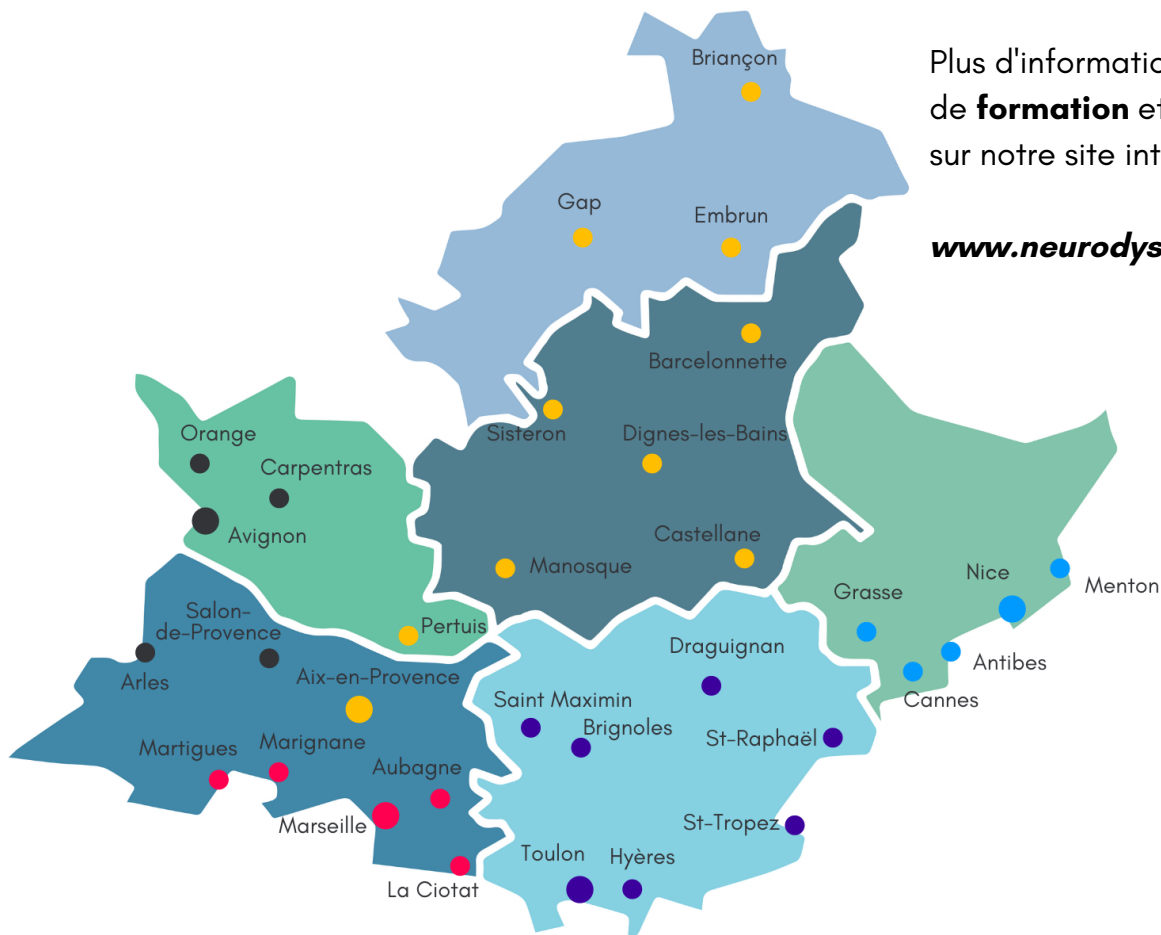 Briançon
Plus d'informatio
de formation et
sur notre site int
www.neurodys
Gap
Embrun
Barcelonnette
Sisteron
Dignes-les-Bains
Orange
Carpentras
Avignon
Castellane
Manosque
Pertuis
Grasse
Nice
Menton
Antibes
Cannes
Salon-
de-Provence
Arles
Aix-en-Provence
Martigues
Marignane
Aubagne
Marseille
La Ciotat
Draguignan
Saint Maximin
Brignoles
St-Raphaël
St-Tropez
Toulon
Hyères